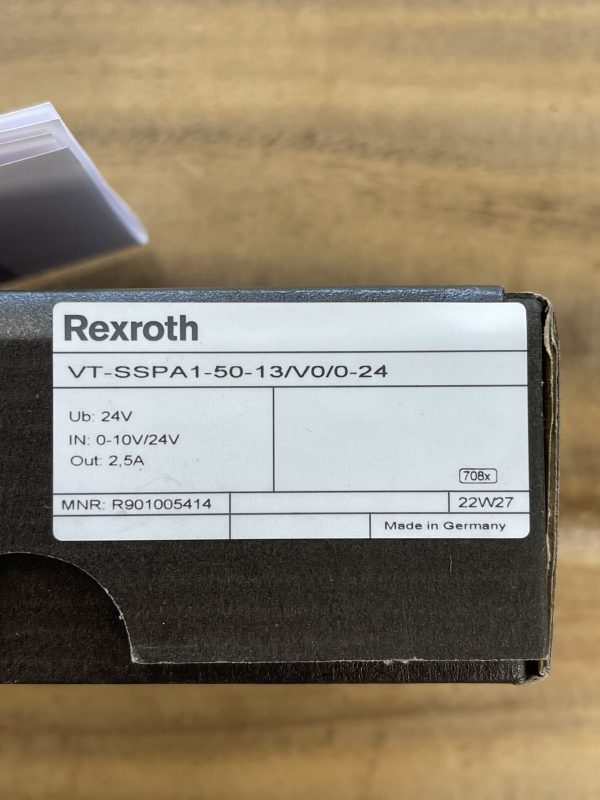 Rexroth
VT-SSPA1-50-13/V0/0-24
Ub: 24V
IN: 0-10V/24V
Out: 2,5A
708x
MNR: R901005414
22W27
Made in Germany